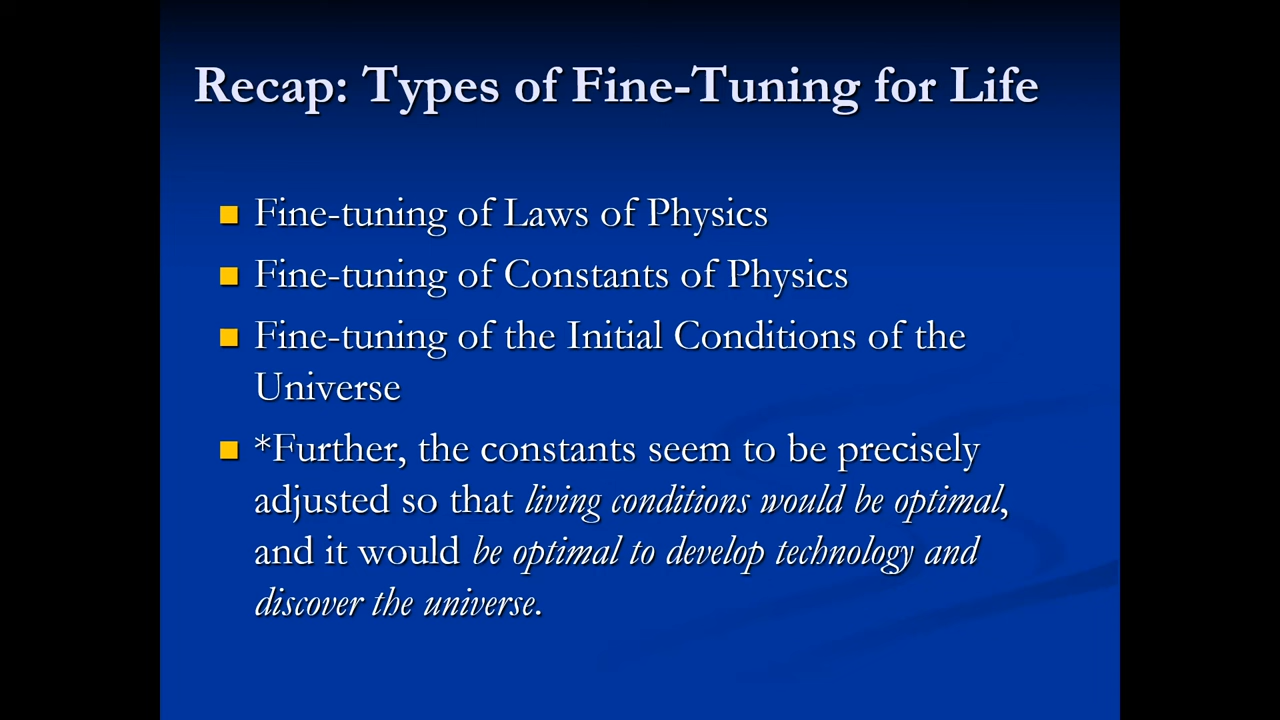 Recap: Types of Fine-Tuning for Life
Fine-tuning of Laws of Physics
Fine-tuning of Constants of Physics
Fine-tuning of the Initial Conditions of the
Universe
*Further, the constants seem to be precisely
adjusted so that living conditions would be optimal,
and it would be optimal to develop technology and
discover the universe.